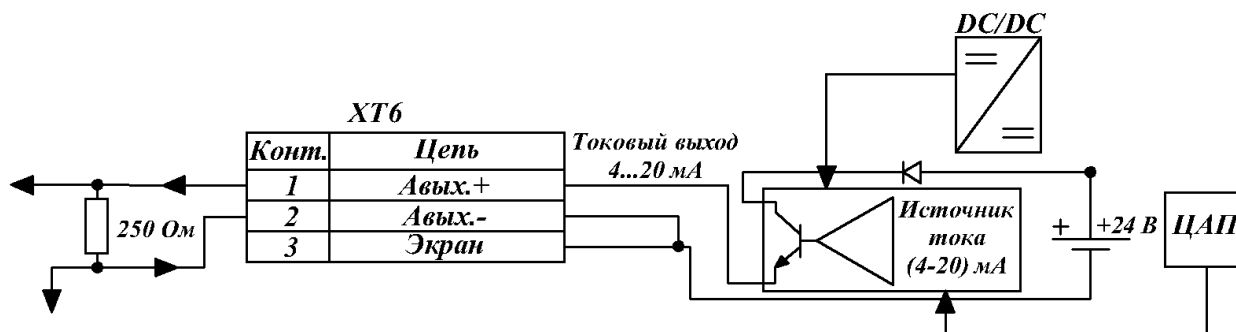 DC/DC
XT6
Конт. Цепь
1 Авых.+
2 Авых.-
3 Экран
250 Ом
Токовый выход
4...20 мА
Источник
тока
(4-20) мА
+
+24 В
ЦАП